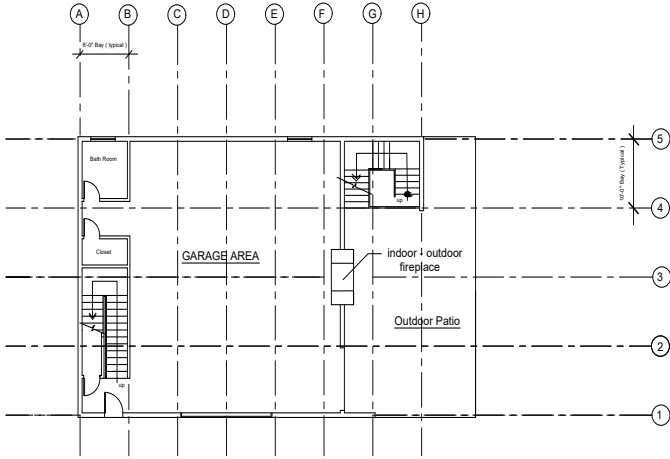 A B C D E F G H
8'-0" Bay ( typical )
5
Bath Room
10'-0" Bay ( Typical )
up
4
Closet
GARAGE AREA
indoor - outdoor
fireplace
3
Outdoor Patio
2
up
1